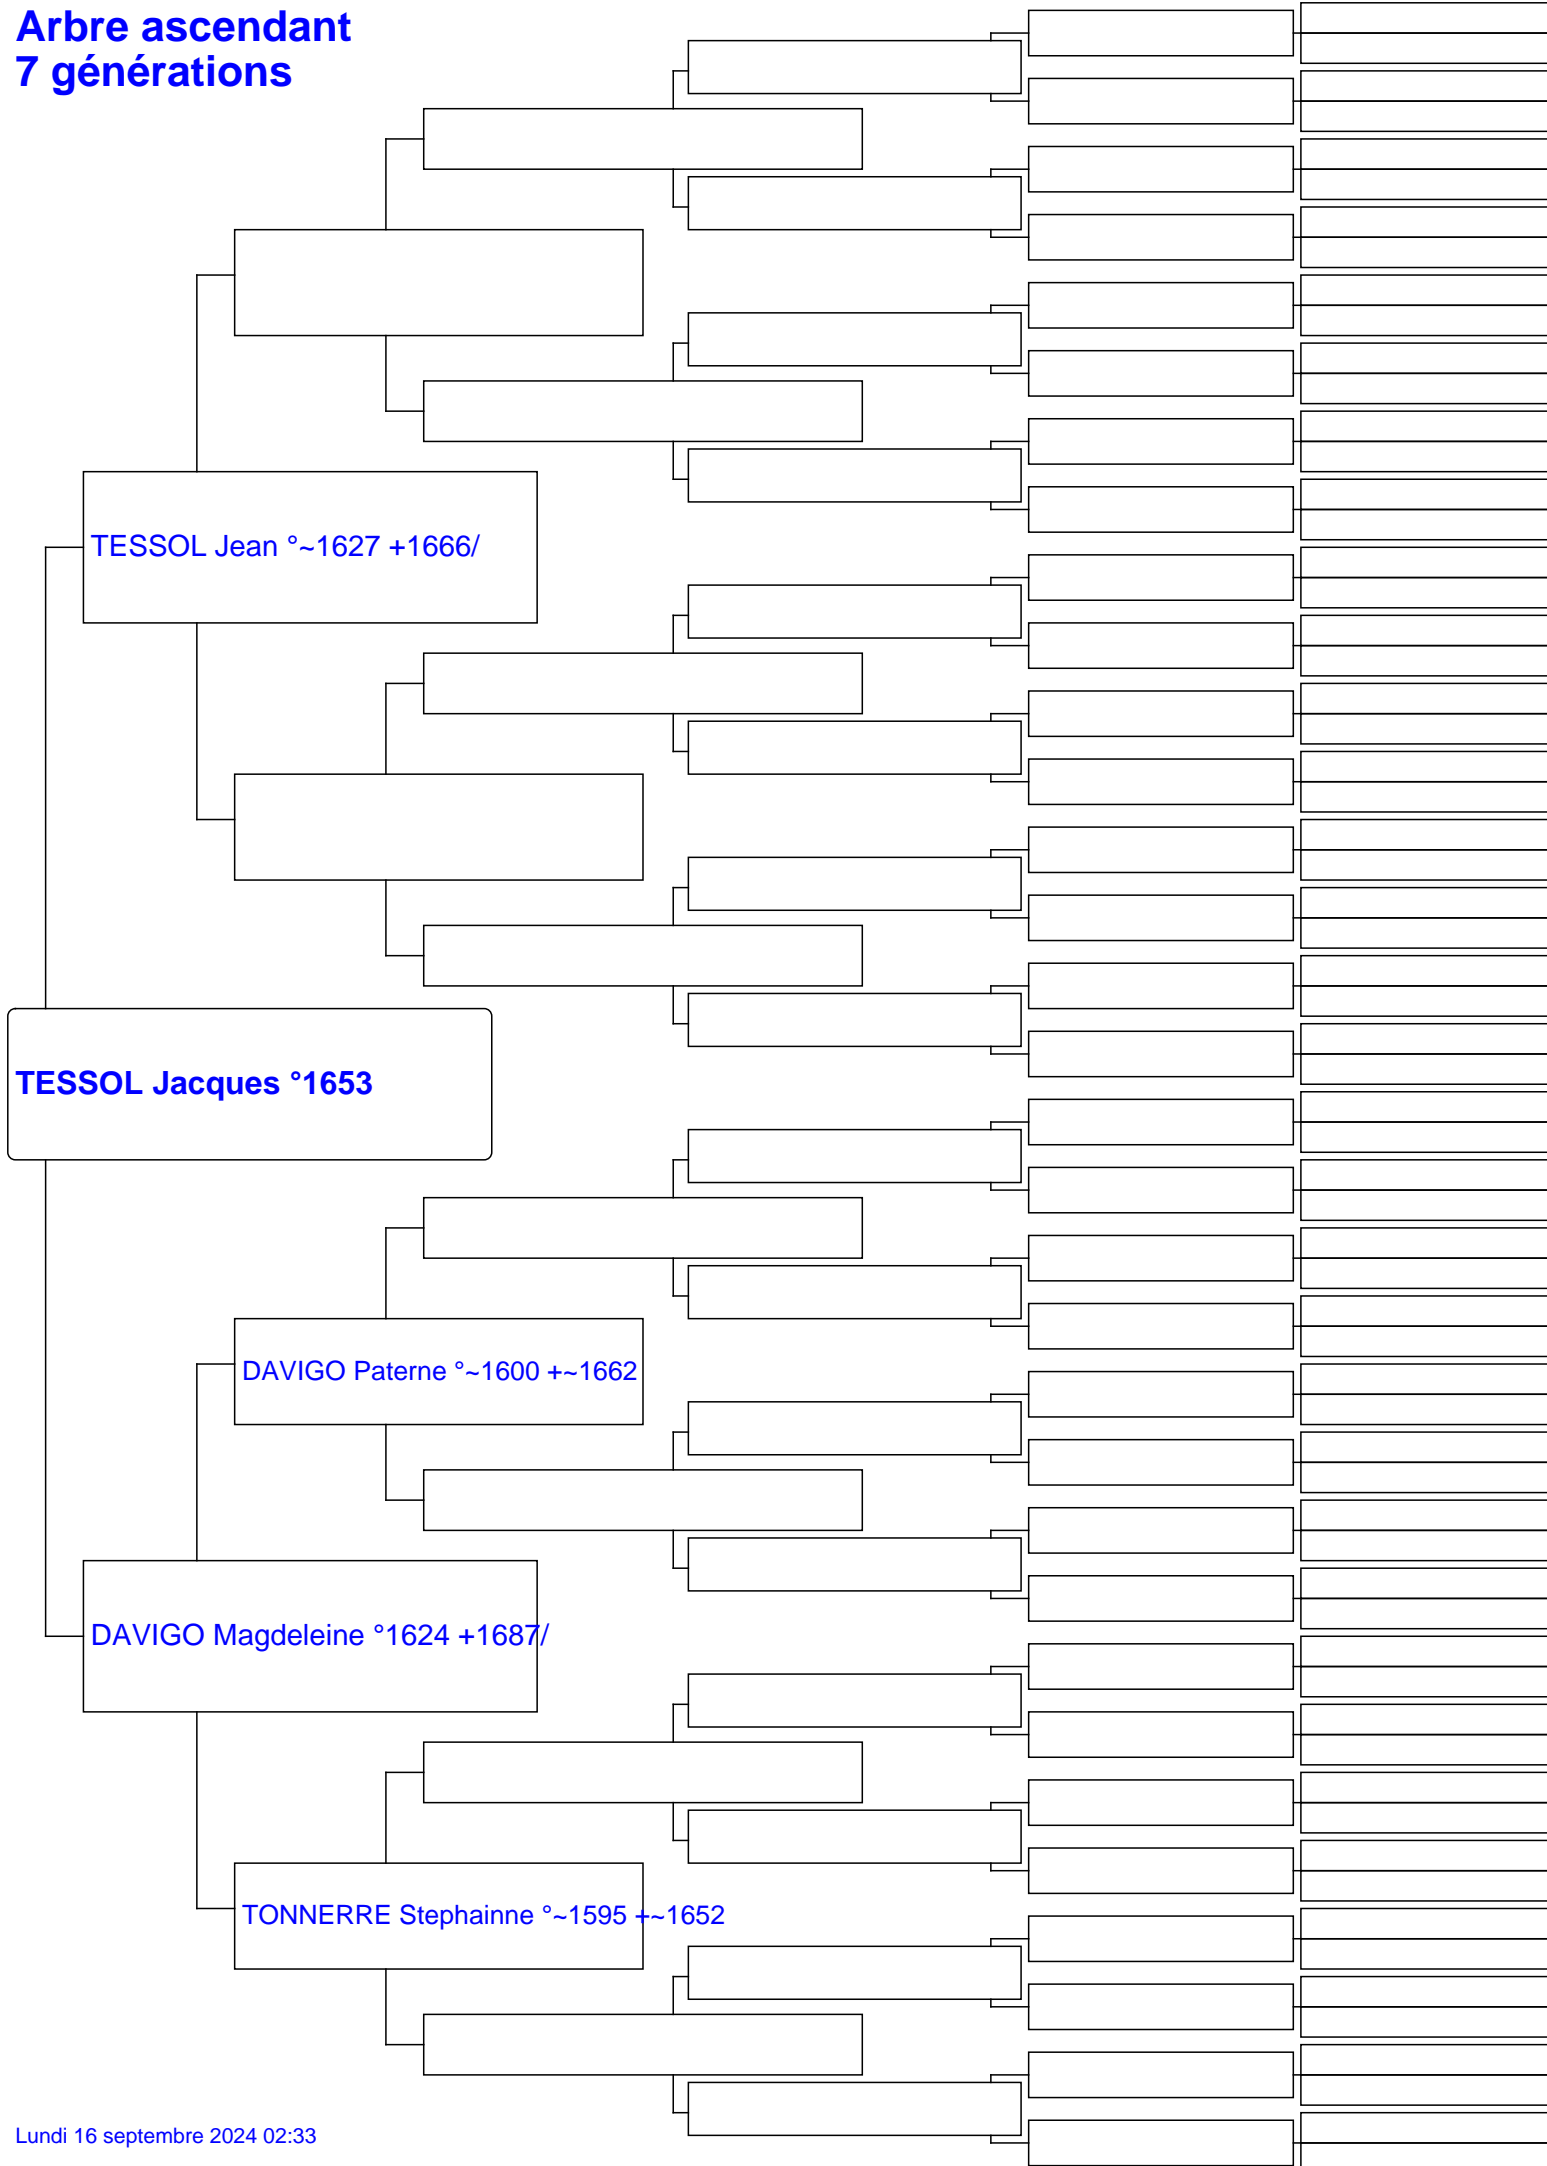 Arbre ascendant
7 générations
TESSOL Jean °~1627 +1666/
TESSOL Jacques °1653
DAVIGO Paterne °~1600 +~1662
DAVIGO Magdeleine °1624 +1687/
TONNERRE Stephainne °~1595 +~1652
Lundi 16 septembre 2024 02:33